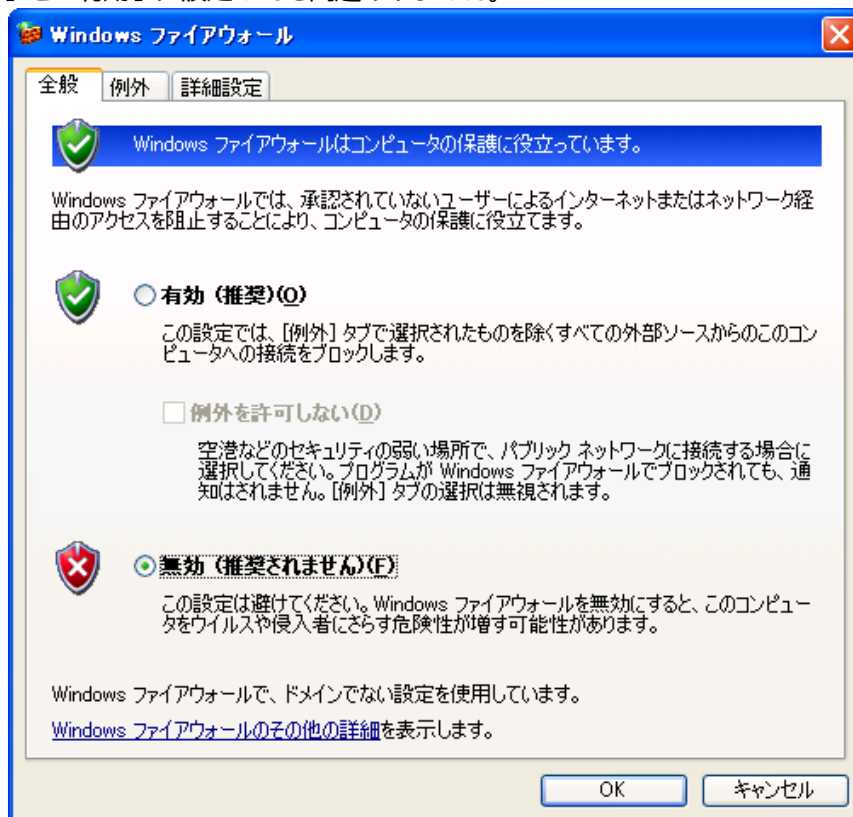 Windows ファイアウォール
全般
例外
詳細設定
Windows ファイアウォールはコンピュータの保護に役立っています。
Windows ファイアウォールでは、承認されていないユーザーによるインターネットまたはネットワーク経
由のアクセスを阻止することにより、コンピュータの保護に役立てます。
有効 (推奨)(O)
この設定では、[例外] タブで選択されたものを除くすべての外部ソースからのこのコン
ピュータへの接続をブロックします。
例外を許可しない(D)
空港などのセキュリティの弱い場所で、パブリック ネットワークに接続する場合に
選択してください。プログラムが Windows ファイアウォールでブロックされても、通
知はされません。[例外] タブの選択は無視されます。
無効 (推奨されません)(F)
この設定は避けてください。Windows ファイアウォールを無効にすると、このコンピュー
タをウイルスや侵入者にさらす危険性が増す可能性があります。
Windows ファイアウォールで、ドメインでない設定を使用しています。
Windows ファイアウォールのその他の詳細を表示します。
OK
キャンセル